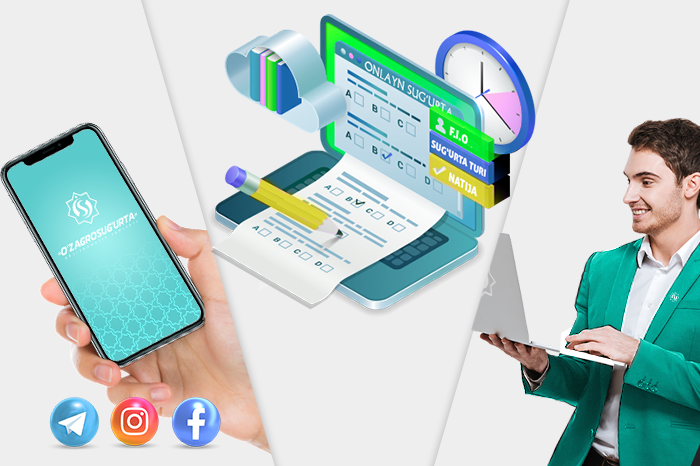 O'ZAGROSUG'URTA
ONLAYN SUG'URTA
A B C D
A B C D
F.I.O
SUG'URTA TURI
NATIJA
A B C D
A B C D